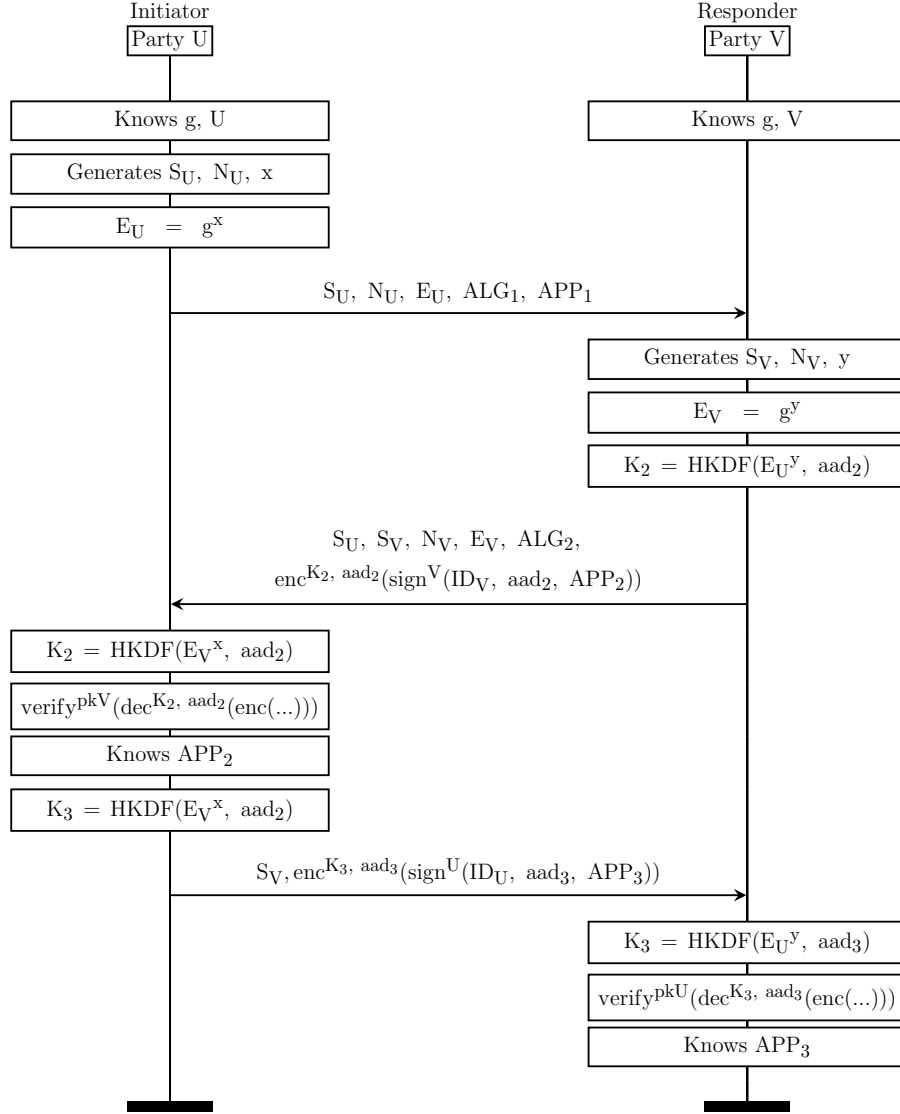 Initiator
Responder
Party U
Party V
Knows g, U
Knows g, V
Generates S_U, N_U, x
E_U = g^x
S_U, N_U, E_U, ALG_1, APP_1
Generates S_V, N_V, y
E_V = g^y
K_2 = HKDF(E_U^y, aad_2)
S_U, S_V, N_V, E_V, ALG_2,
enc^{K_2, aad_2}(sign^V(ID_V, aad_2, APP_2))
K_2 = HKDF(E_V^x, aad_2)
verify^{pkV}(dec^{K_2, aad_2}(enc(...)))
Knows APP_2
K_3 = HKDF(E_V^x, aad_2)
S_V, enc^{K_3, aad_3}(sign^U(ID_U, aad_3, APP_3))
K_3 = HKDF(E_U^y, aad_3)
verify^{pkU}(dec^{K_3, aad_3}(enc(...)))
Knows APP_3